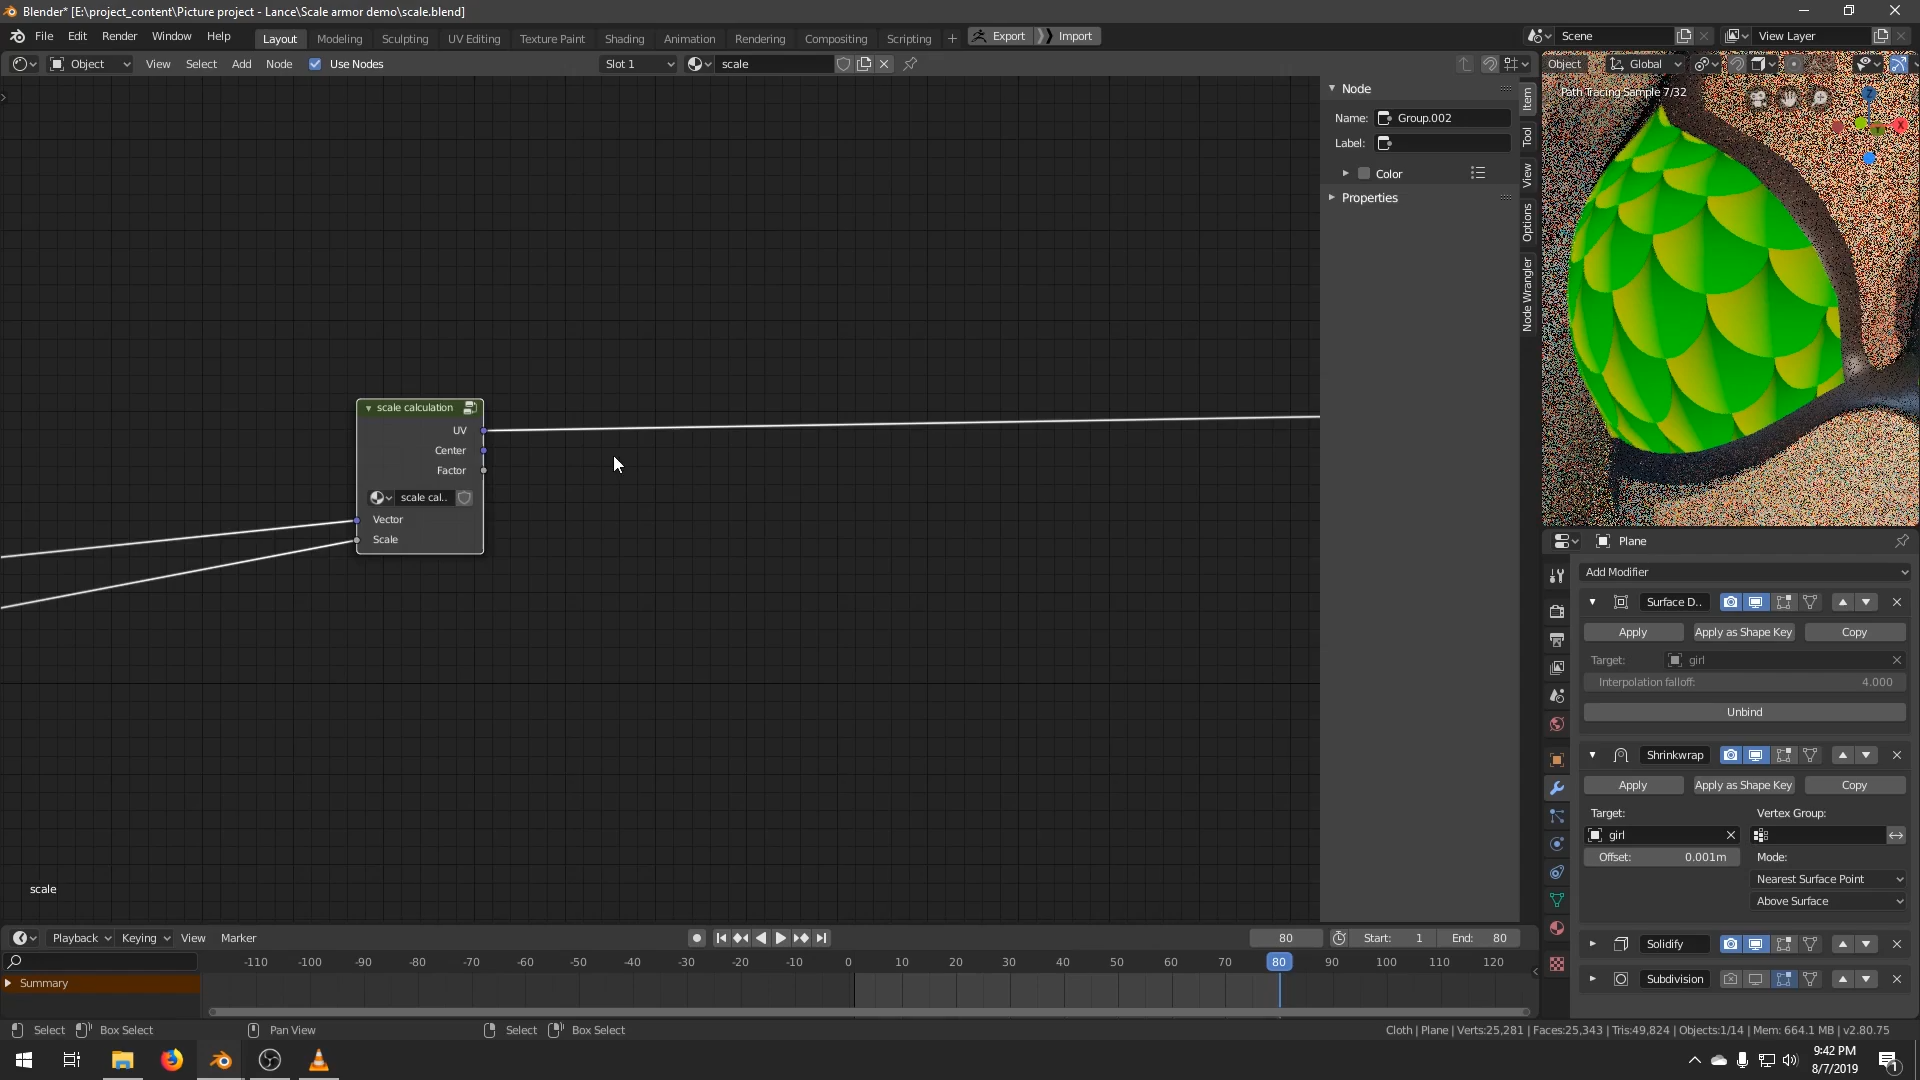 Blender* [E:\project_content\Picture project - Lance\Scale armor demo\scale.blend]
File Edit Render Window Help Layout Modeling Sculpting UV Editing Texture Paint Shading Animation Rendering Compositing Scripting + Export Import Scene View Layer
Object View Select Add Node Use Nodes Slot 1 scale Object Global
Path Tracing Sample 7/32
Z
X
Node
Name: Group.002
Label:
Color
Properties
Item
Tool
View
Options
Node Wrangler
scale calculation
UV
Center
Factor
scale cal..
Vector
Scale
scale
Plane
Add Modifier
Surface D..
Apply Apply as Shape Key Copy
Target: girl
Interpolation falloff: 4.000
Unbind
Shrinkwrap
Apply Apply as Shape Key Copy
Target: Vertex Group:
girl
Offset: 0.001m Mode:
Nearest Surface Point
Above Surface
Solidify
Subdivision
Playback Keying View Marker 80 Start: 1 End: 80
-110 -100 -90 -80 -70 -60 -50 -40 -30 -20 -10 0 10 20 30 40 50 60 70 80 90 100 110 120
Summary
Select Box Select Pan View Select Box Select Cloth | Plane | Verts:25,281 | Faces:25,343 | Tris:49,824 | Objects:1/14 | Mem: 664.1 MB | v2.80.75
9:42 PM
8/7/2019
1